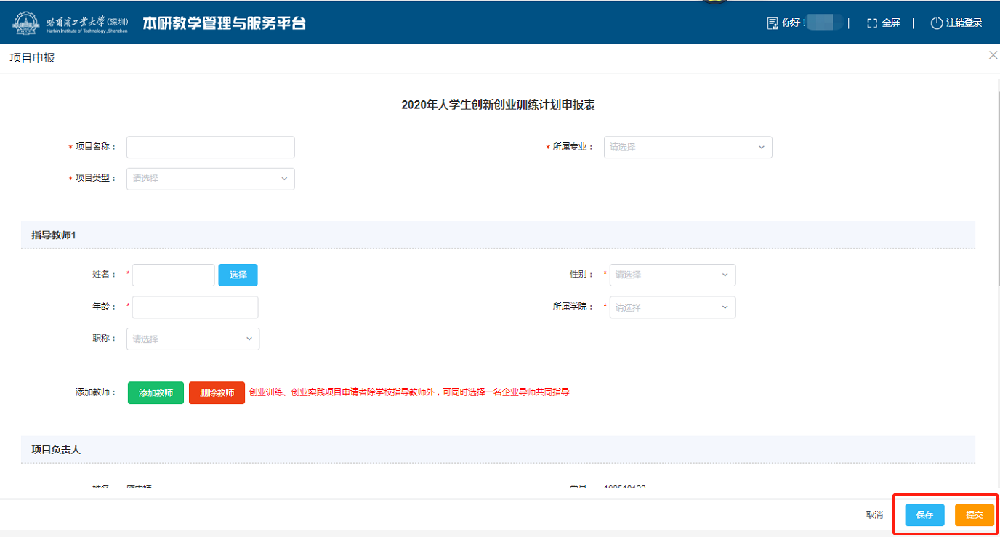 哈爾濱工業大學(深圳)
Harbin Institute of Technology, Shenzhen
本研教学管理与服务平台
你好： | 全屏 | 注销登录
项目申报
2020年大学生创新创业训练计划申报表
* 项目名称： * 所属专业： 请选择
* 项目类型： 请选择
指导教师1
姓名： * 选择 性别： * 请选择
年龄： * 所属学院： * 请选择
职称： 请选择
添加教师： 添加教师 删除教师 创业训练、创业实践项目申请者除学校指导教师外，可同时选择一名企业导师共同指导
项目负责人
姓名 学号
取消 保存 提交